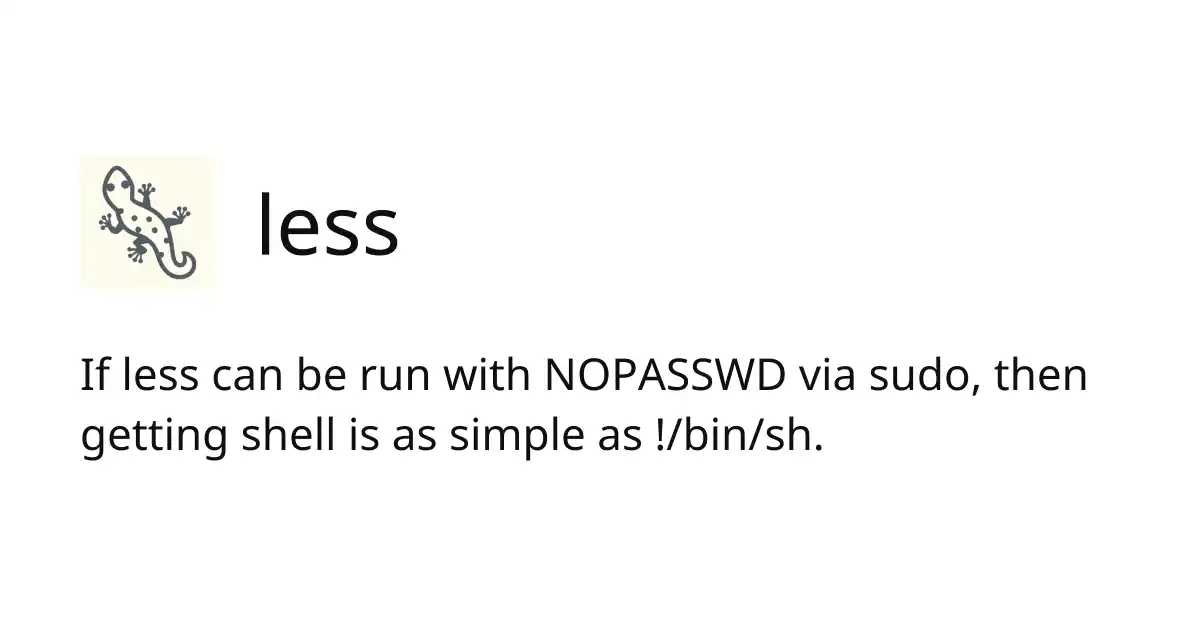 less
If less can be run with NOPASSWD via sudo, then
getting shell is as simple as !/bin/sh.